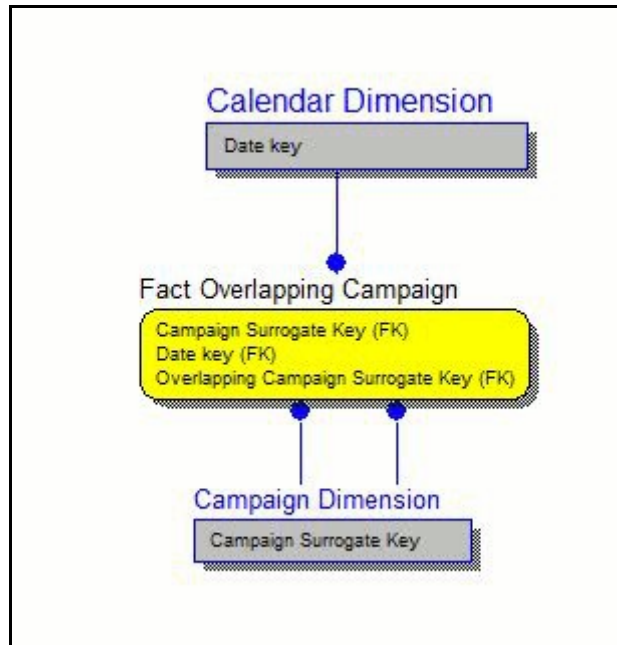 Calendar Dimension
Date key
Fact Overlapping Campaign
Campaign Surrogate Key (FK)
Date key (FK)
Overlapping Campaign Surrogate Key (FK)
Campaign Dimension
Campaign Surrogate Key